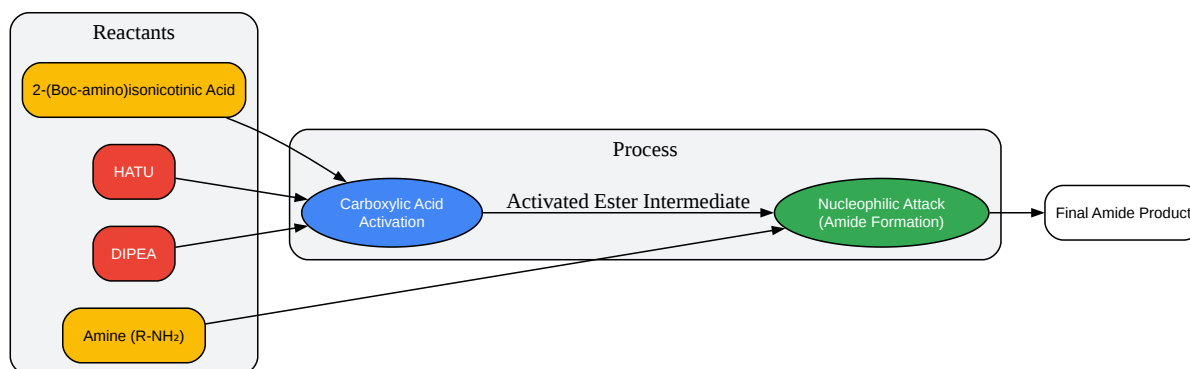 Reactants
2-(Boc-amino)isonicotinic Acid
HATU
DIPEA
Amine (R-NH₂)
Process
Carboxylic Acid
Activation
Activated Ester Intermediate
Nucleophilic Attack
(Amide Formation)
Final Amide Product